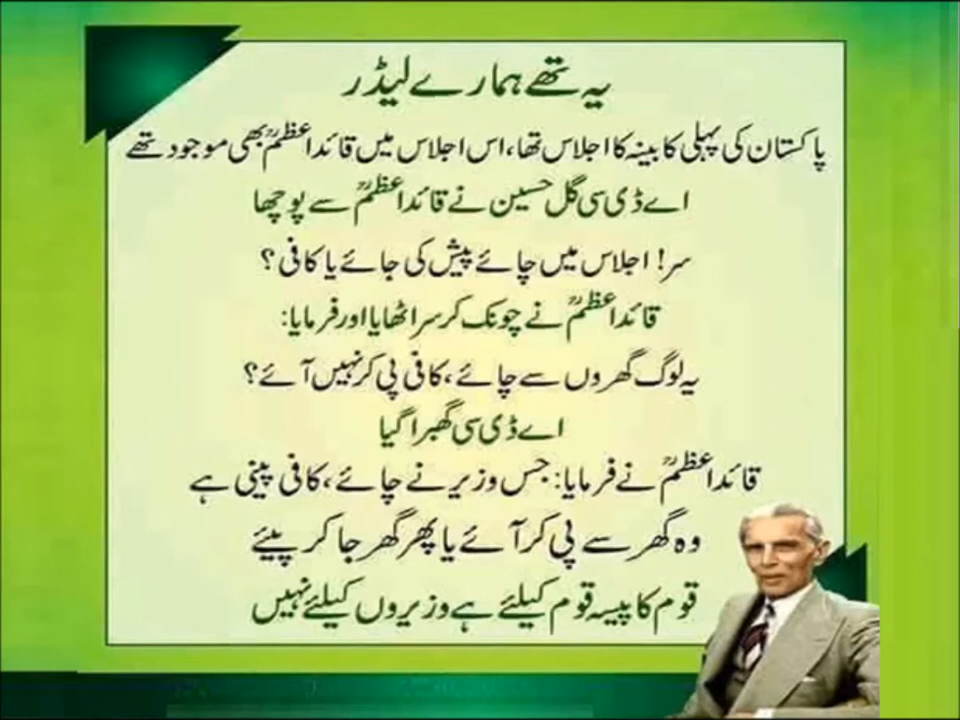 یہ تھے ہمارے لیڈر
پاکستان کی پہلی کابینہ کا اجلاس تھا، اس اجلاس میں قائداعظمؒ بھی موجود تھے
اے ڈی سی گل حسین نے قائداعظمؒ سے پوچھا
سر! اجلاس میں چائے پیش کی جائے یا کافی؟
قائداعظمؒ نے چونک کر سر اٹھایا اور فرمایا:
یہ لوگ گھروں سے چائے، کافی پی کر نہیں آئے؟
اے ڈی سی گھبرا گیا
قائداعظمؒ نے فرمایا: جس وزیر نے چائے، کافی پینی ہے
وہ گھر سے پی کر آئے یا پھر گھر جا کر پیئے
قوم کا پیسہ قوم کیلئے ہے وزیروں کیلئے نہیں